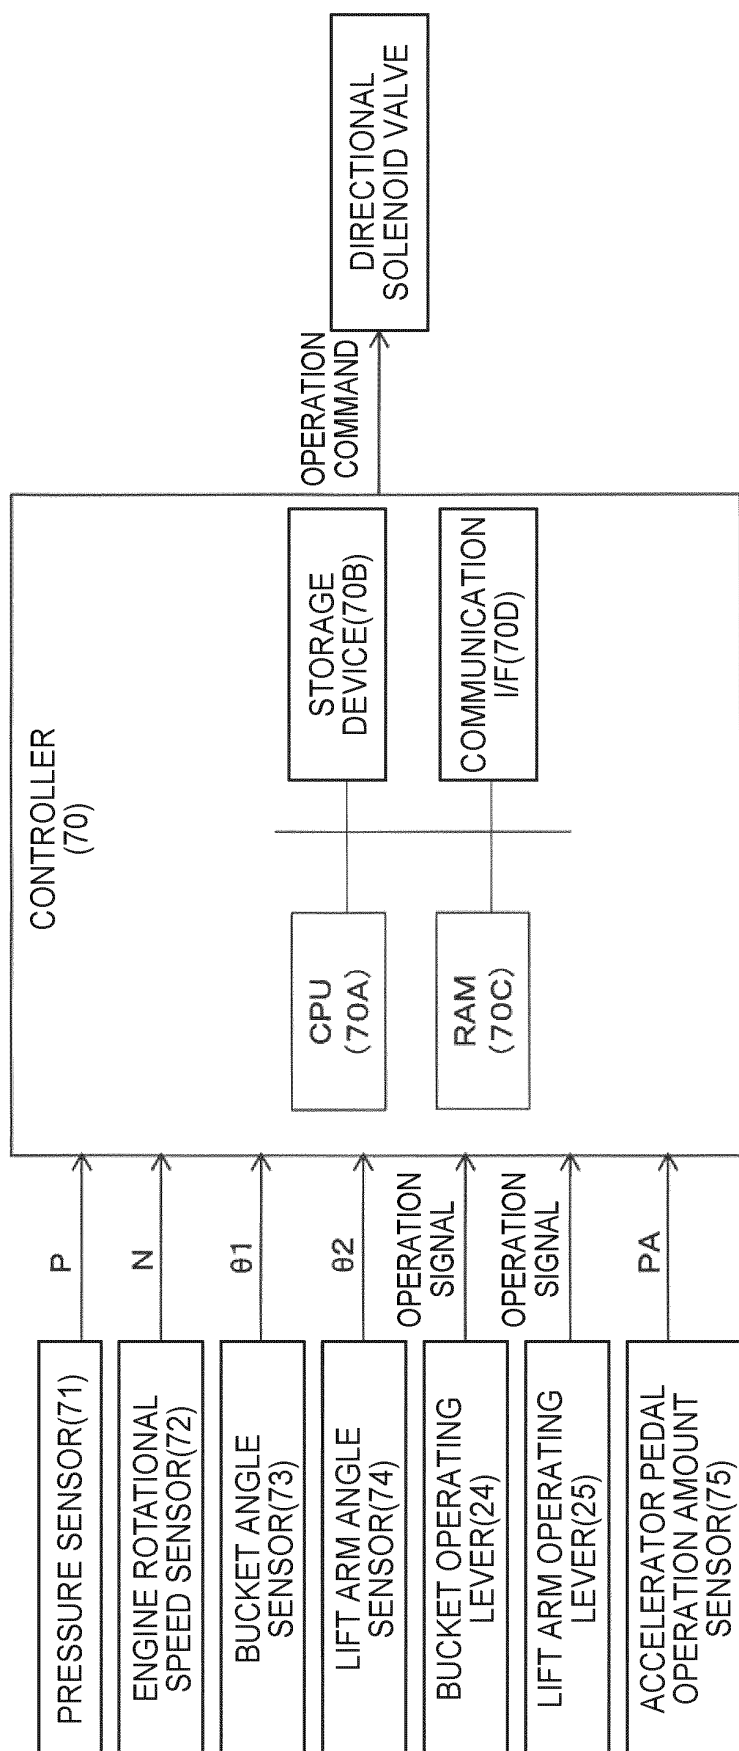 PRESSURE SENSOR(71)
ENGINE ROTATIONAL
SPEED SENSOR(72)
BUCKET ANGLE
SENSOR(73)
LIFT ARM ANGLE
SENSOR(74)
BUCKET OPERATING
LEVER(24)
LIFT ARM OPERATING
LEVER(25)
ACCELERATOR PEDAL
OPERATION AMOUNT
SENSOR(75)
P
N
θ1
θ2
OPERATION
SIGNAL
OPERATION
SIGNAL
PA
CONTROLLER
(70)
CPU
(70A)
RAM
(70C)
STORAGE
DEVICE(70B)
COMMUNICATION
I/F(70D)
OPERATION
COMMAND
DIRECTIONAL
SOLENOID VALVE